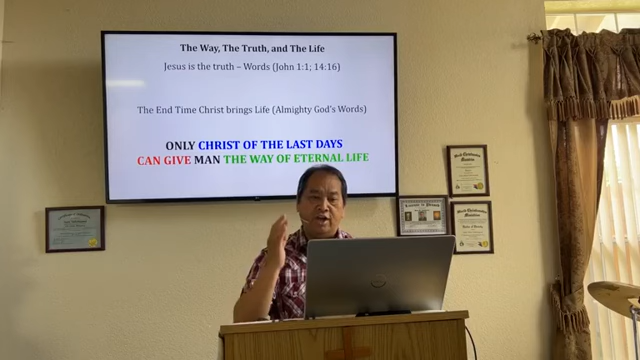 The Way, The Truth, and The Life
Jesus is the truth – Words (John 1:1; 14:16)
The End Time Christ brings Life (Almighty God's Words)
ONLY CHRIST OF THE LAST DAYS
CAN GIVE MAN THE WAY OF ETERNAL LIFE
DELL